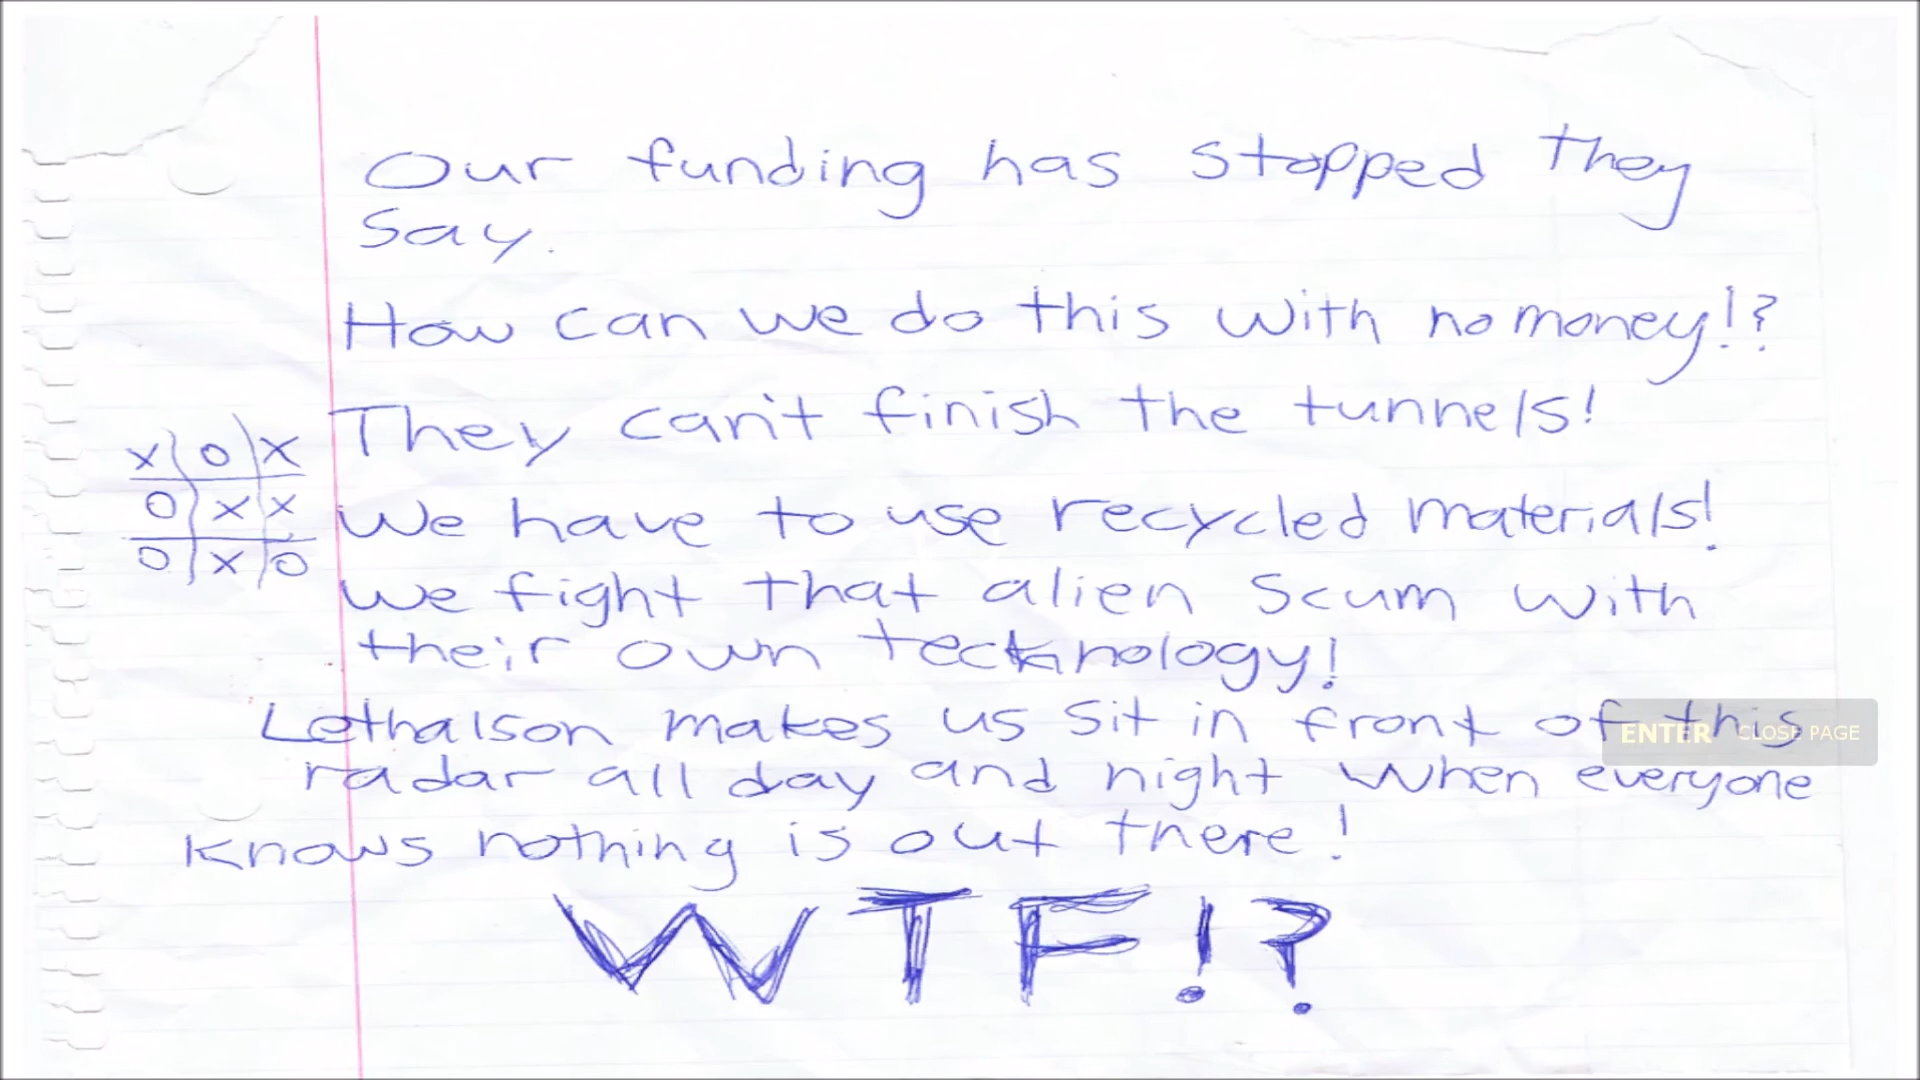 Our funding has stopped they
say.
How can we do this with no money!?
They can't finish the tunnels!
X O X
O X X
O X O
We have to use recycled materials!
We fight that alien scum with
their own technology!
Lethalson makes us sit in front of this
ENTER CLOSE PAGE
radar all day and night when everyone
knows nothing is out there!
WTF!?